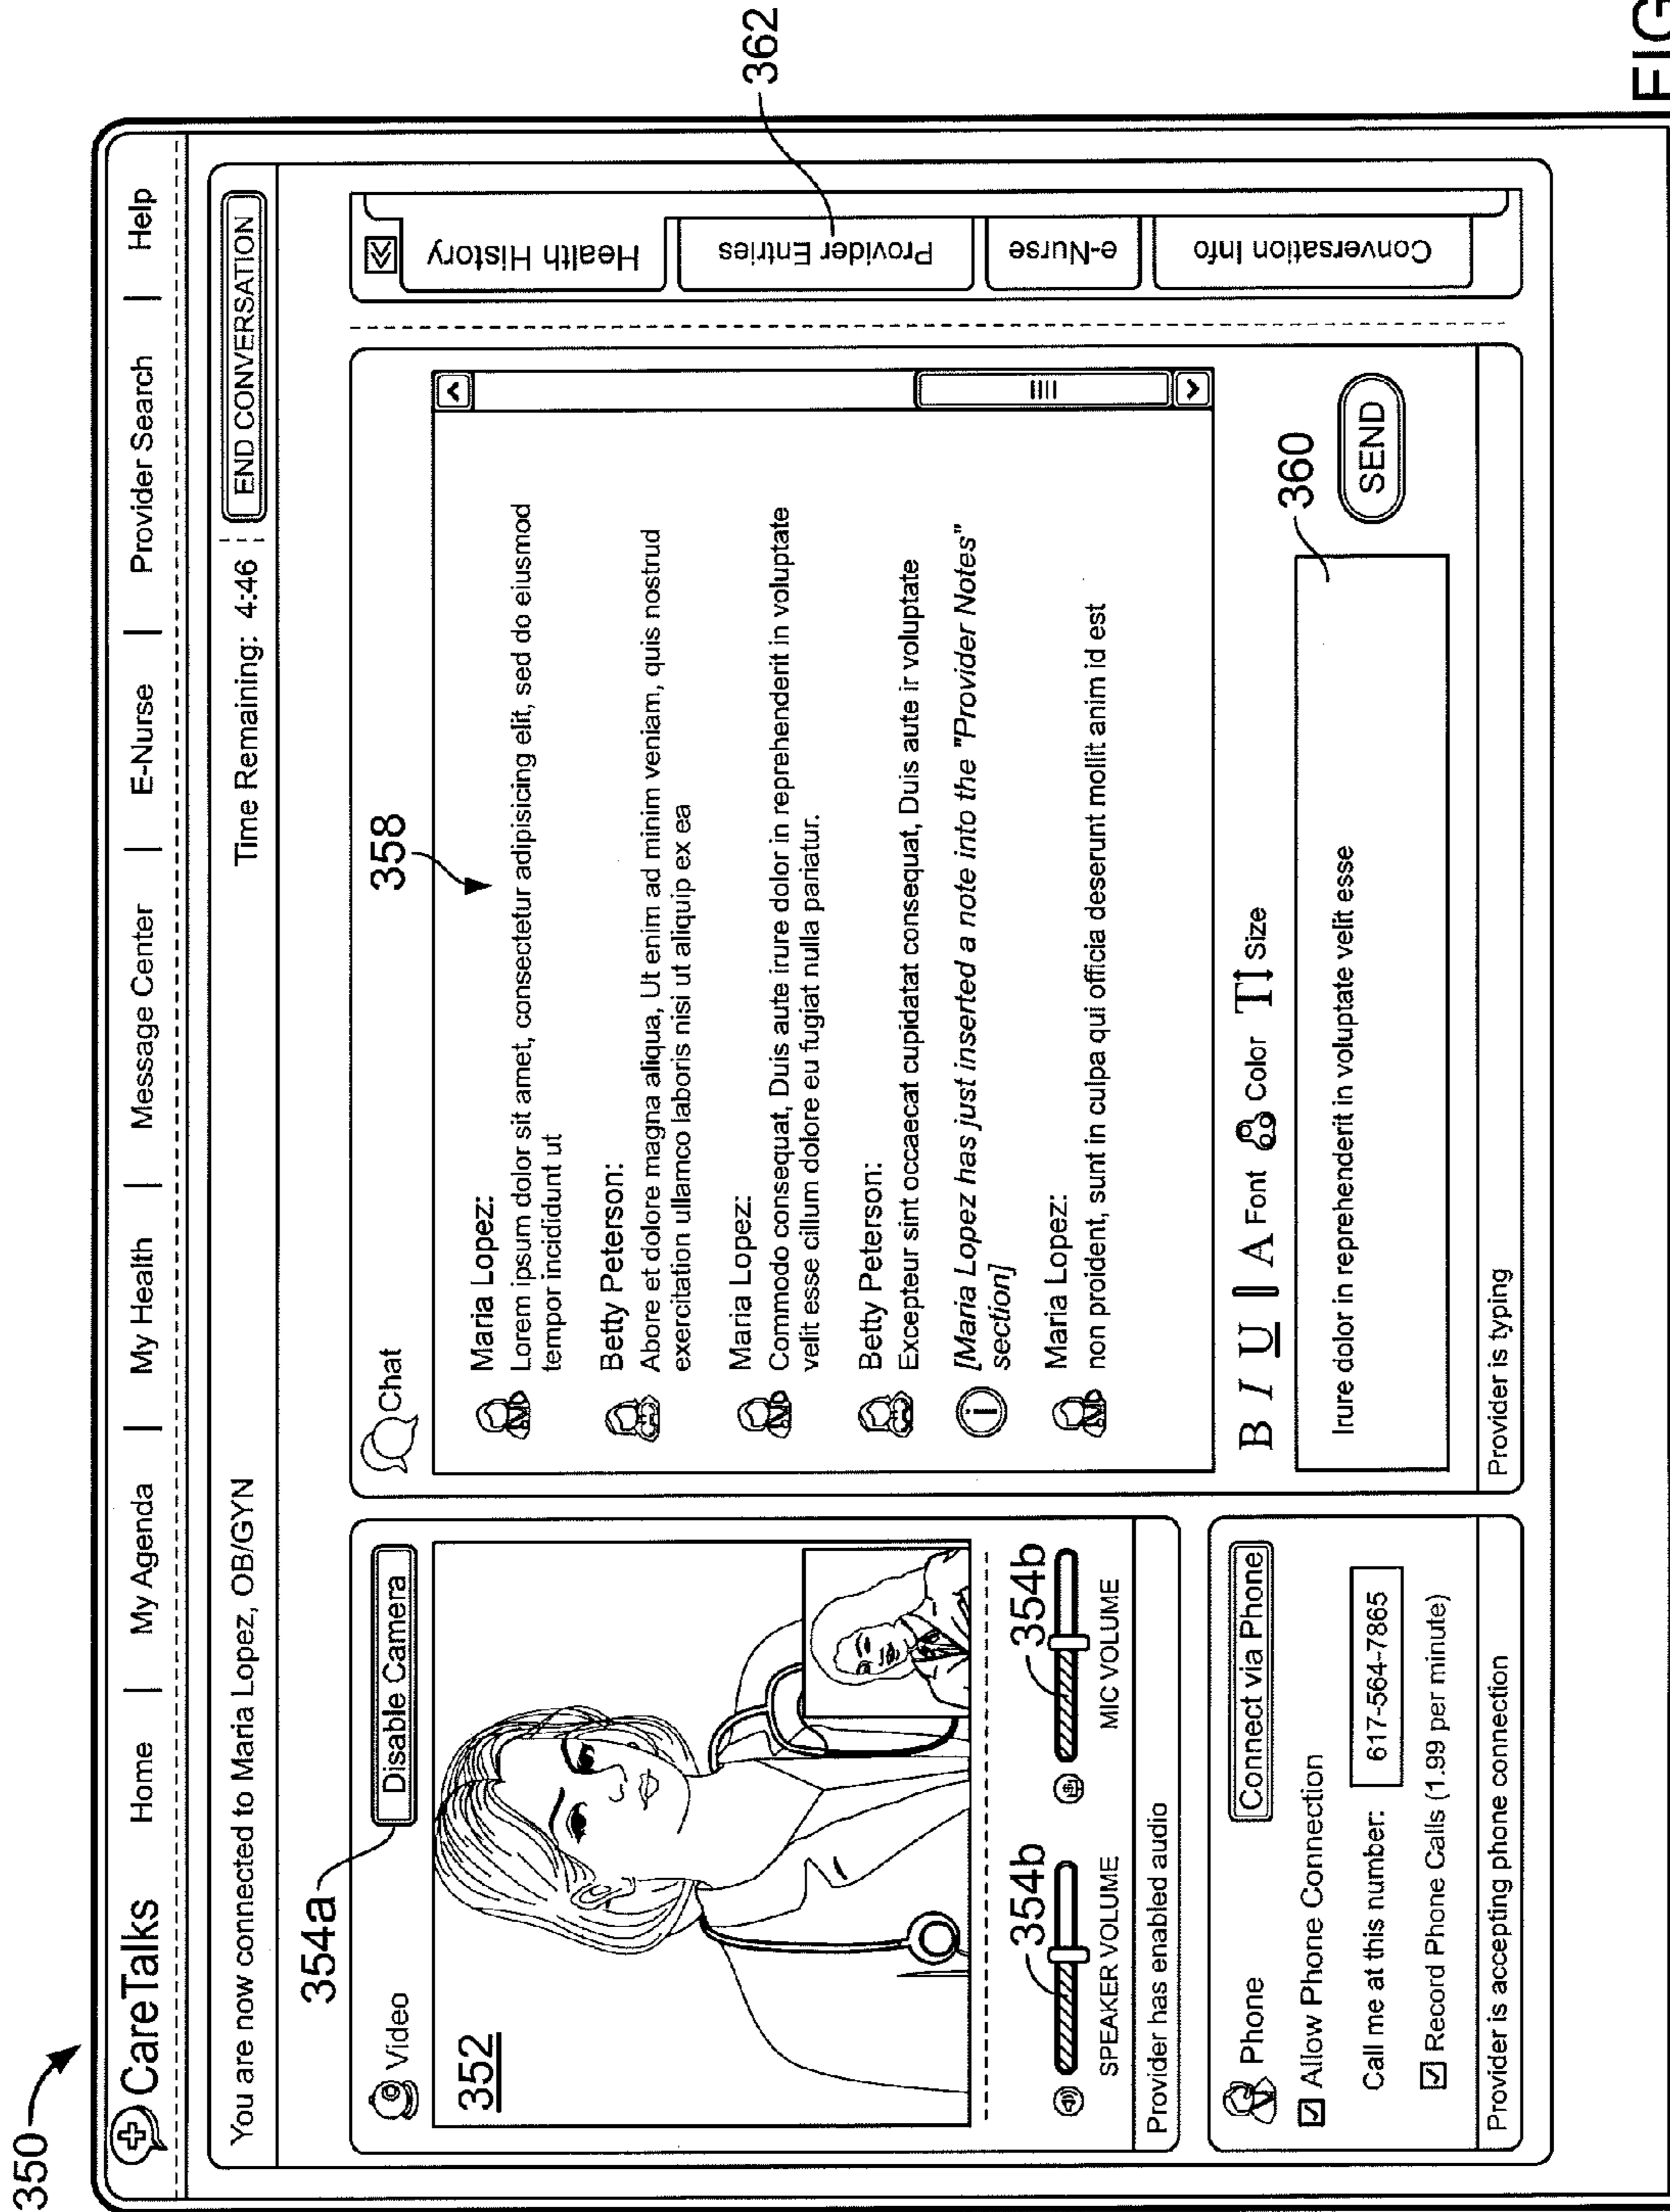 350
CareTalks
Home | My Agenda | My Health | Message Center | E-Nurse | Provider Search | Help
You are now connected to Maria Lopez, OB/GYN
Time Remaining: 4:46
END CONVERSATION
354a
Video
Disable Camera
352
354b
354b
SPEAKER VOLUME
MIC VOLUME
Provider has enabled audio
Phone
Connect via Phone
Allow Phone Connection
Call me at this number: 617-564-7865
Record Phone Calls (1.99 per minute)
Provider is accepting phone connection
Chat
358
Maria Lopez:
Lorem ipsum dolor sit amet, consectetur adipisicing elit, sed do eiusmod
tempor incididunt ut
Betty Peterson:
Abore et dolore magna aliqua, Ut enim ad minim veniam, quis nostrud
exercitation ullamco laboris nisi ut aliquip ex ea
Maria Lopez:
Commodo consequat, Duis aute irure dolor in reprehenderit in voluptate
velit esse cillum dolore eu fugiat nulla pariatur.
Betty Peterson:
Excepteur sint occaecat cupidatat consequat, Duis aute ir voluptate
[Maria Lopez has just inserted a note into the "Provider Notes"
section]
Maria Lopez:
non proident, sunt in culpa qui officia deserunt mollit anim id est
B I U A Font Color T Size
360
Irure dolor in reprehenderit in voluptate velit esse
SEND
Provider is typing
Health History
Provider Entries
e-Nurse
Conversation Info
362
FIG